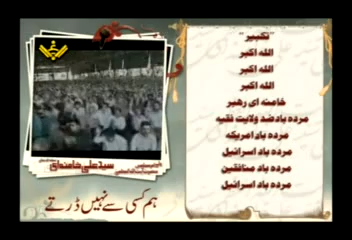 "تکبیر"
الله اکبر
الله اکبر
الله اکبر
خامنه ای رهبر
مرده باد ضد ولایت فقیه
مرده باد امریکه
مرده باد اسرائیل
مرده باد منافقین
مرده باد اسرائیل
سید علی خامنه ای
ہم کسی سے نہیں ڈرتے